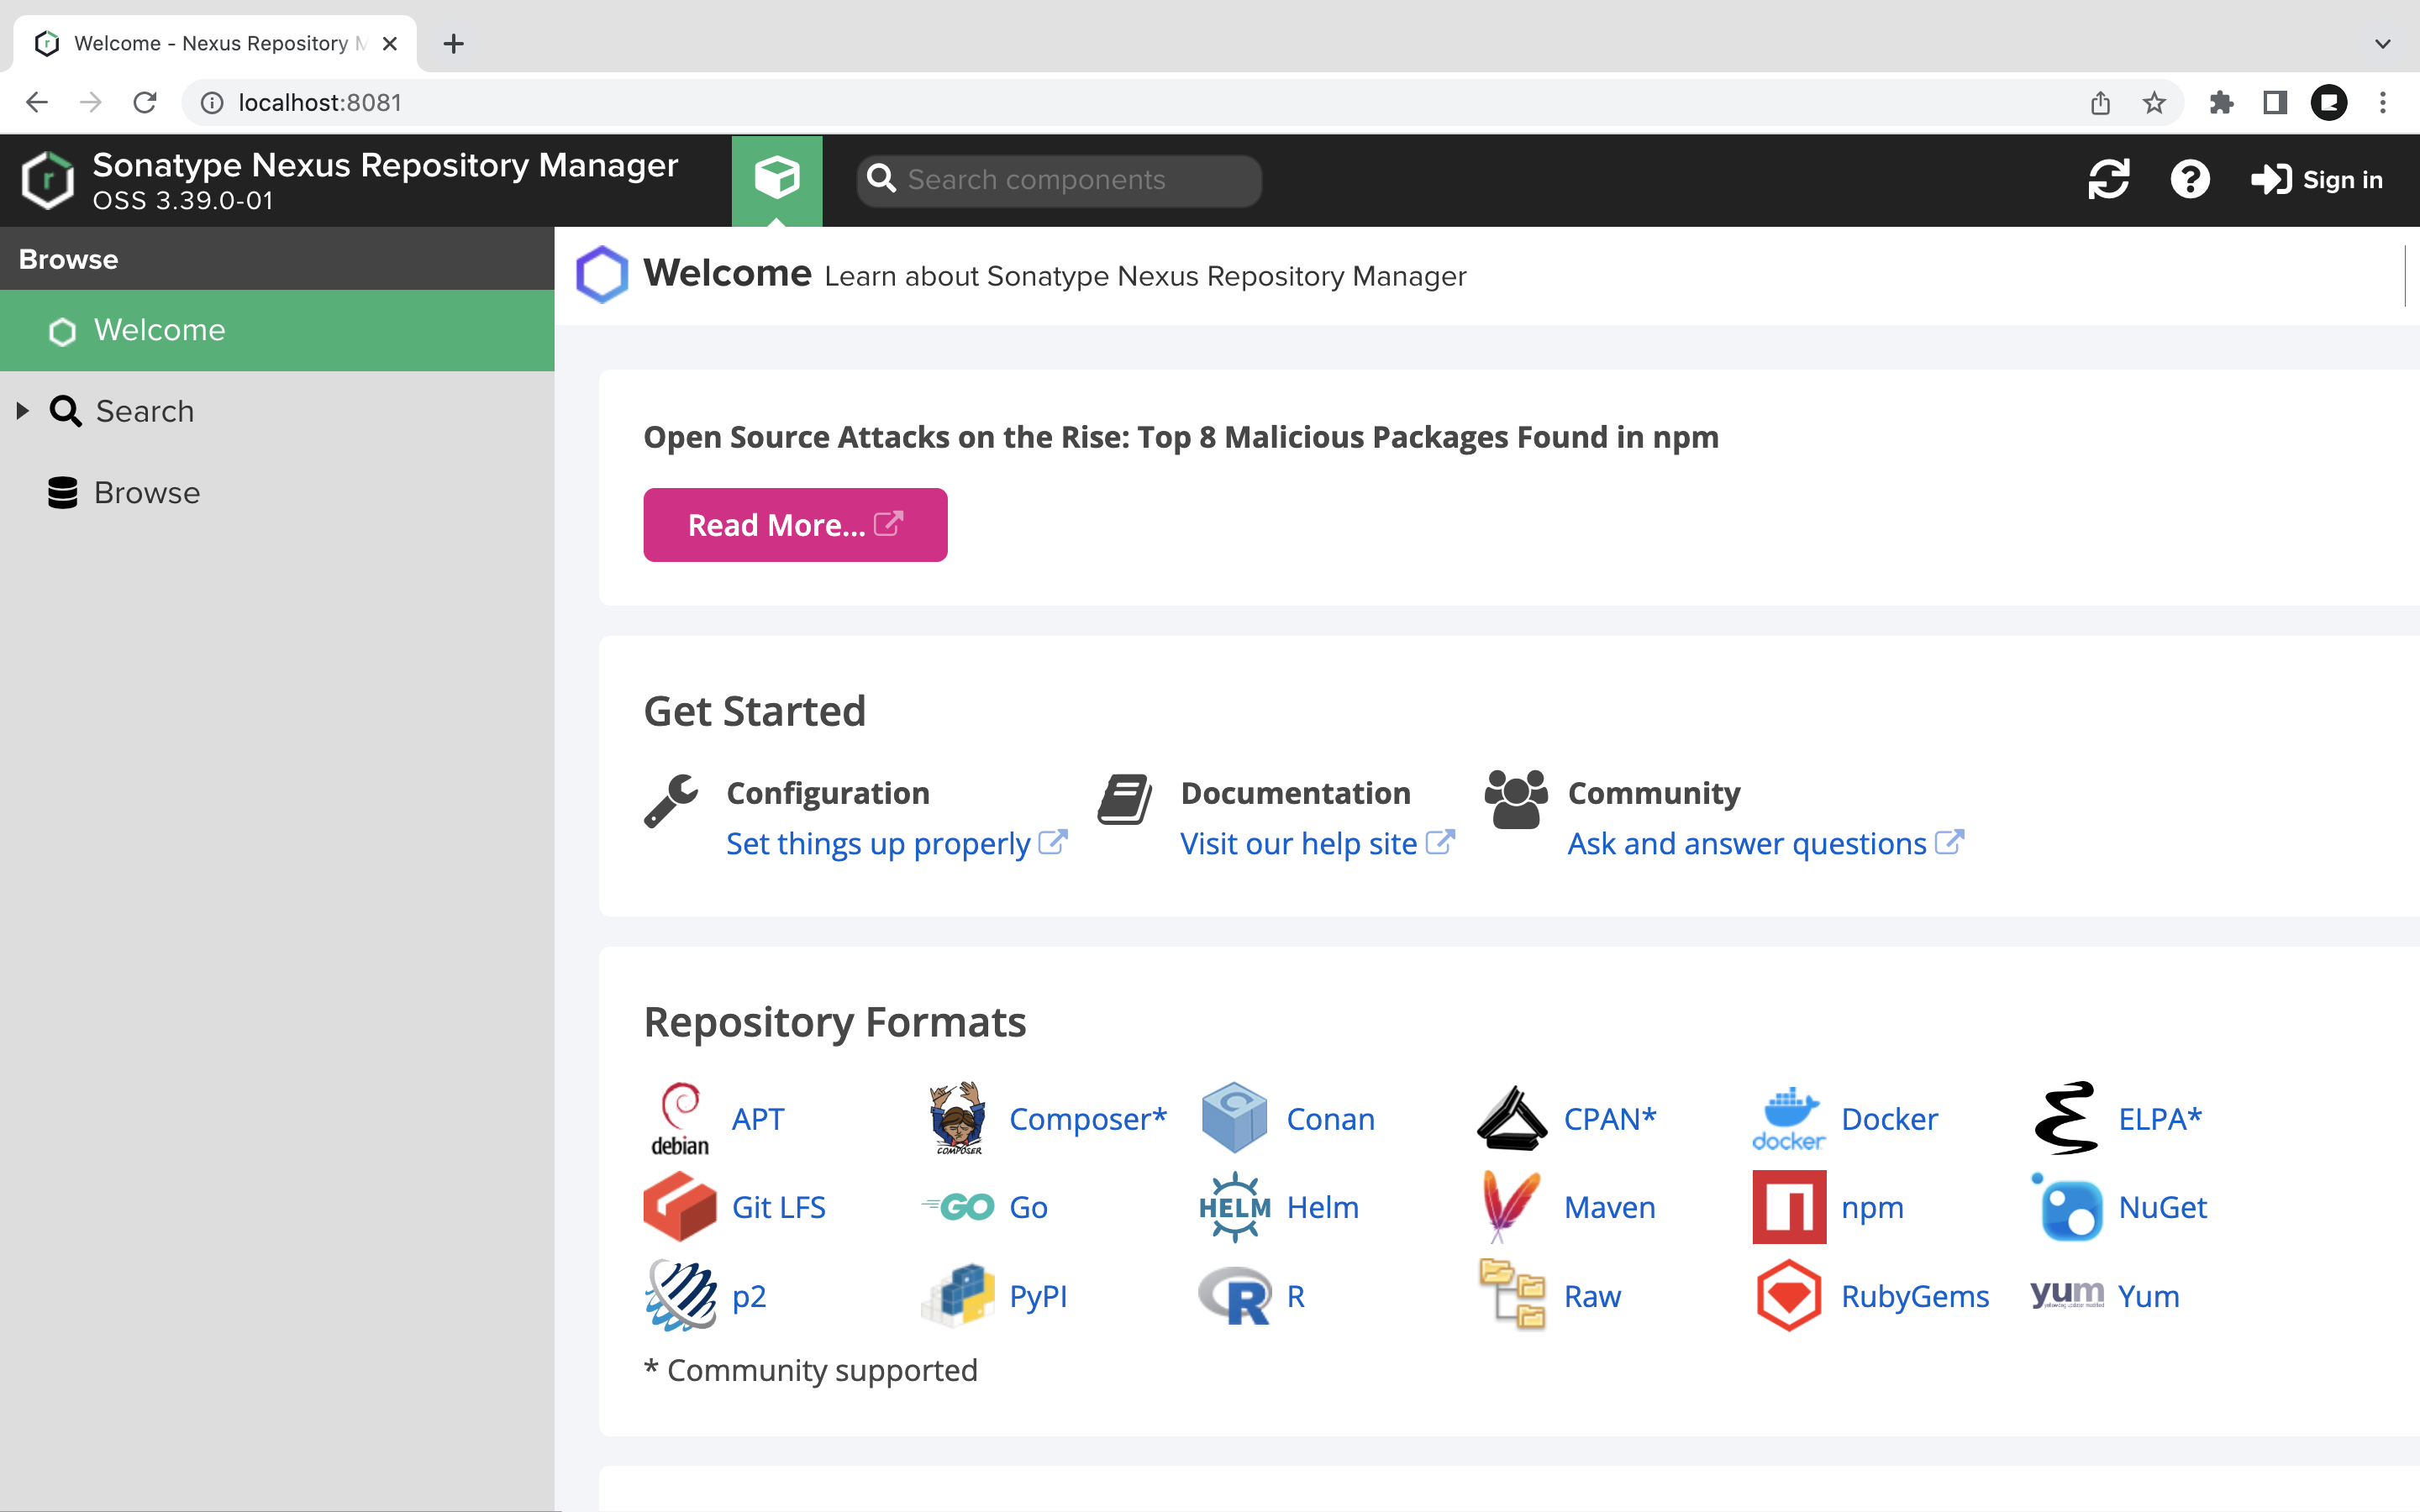 Welcome - Nexus Repository M
localhost:8081
Sonatype Nexus Repository Manager
OSS 3.39.0-01
Search components
Sign in
Browse
Welcome
Search
Browse
Welcome Learn about Sonatype Nexus Repository Manager
Open Source Attacks on the Rise: Top 8 Malicious Packages Found in npm
Read More...
Get Started
Configuration
Set things up properly
Documentation
Visit our help site
Community
Ask and answer questions
Repository Formats
debian APT
COMPOSER Composer*
Conan
CPAN*
docker Docker
ELPA*
Git LFS
GO Go
HELM Helm
Maven
npm
NuGet
p2
PyPI
R R
Raw
RubyGems
yum Yum
* Community supported